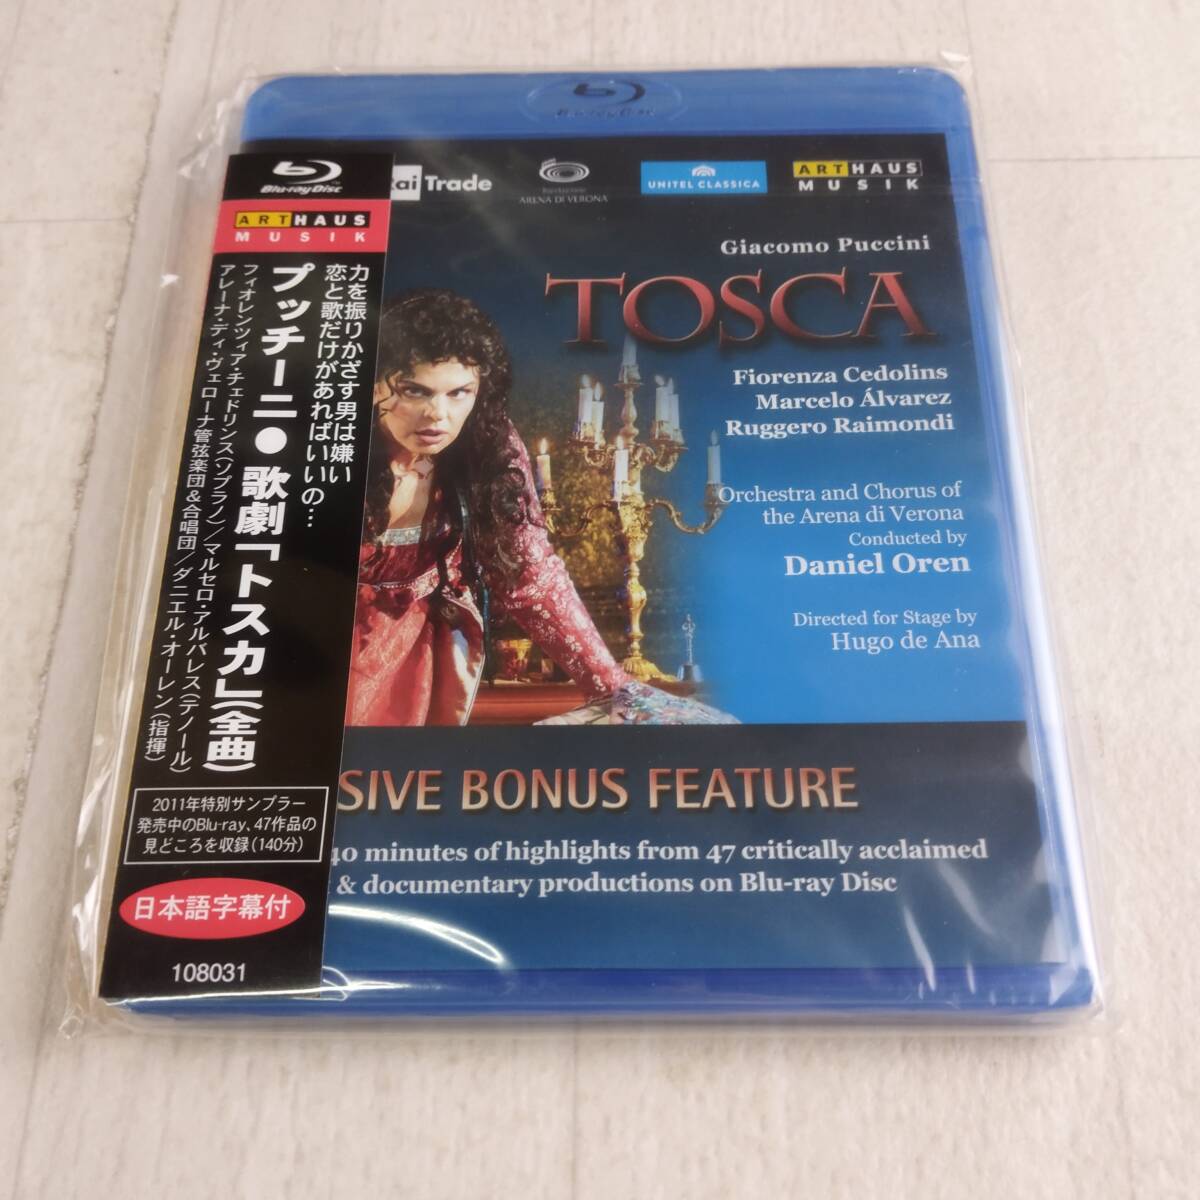 Blu-ray Disc
Rai Trade
Fondazione
ARENA DI VERONA
UNITEL CLASSICA
ARTHAUS
MUSIK
Giacomo Puccini
TOSCA
Fiorenza Cedolins
Marcelo Álvarez
Ruggero Raimondi
Orchestra and Chorus of
the Arena di Verona
Conducted by
Daniel Oren
Directed for Stage by
Hugo de Ana
SIVE BONUS FEATURE
40 minutes of highlights from 47 critically acclaimed
& documentary productions on Blu-ray Disc
Blu-ray Disc
ARTHAUS
MUSIK
力を振りかざす男は嫌い
恋と歌だけがあればいいの…
プッチーニ●歌劇「トスカ」(全曲)
フィオレンツィア・チェドリンス(ソプラノ)/マルセロ・アルバレス(テノール)
アレーナ・ディ・ヴェローナ管弦楽団&合唱団/ダニエル・オーレン(指揮)
2011年特別サンプラー
発売中のBlu-ray、47作品の
見どころを収録(140分)
日本語字幕付
108031